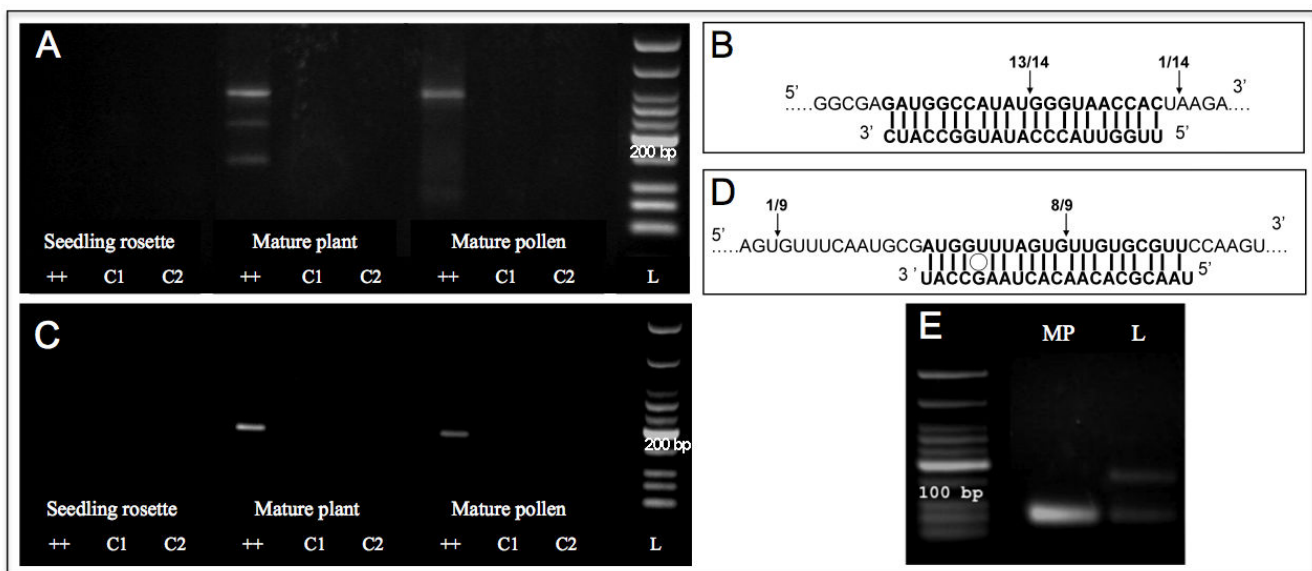 A
200 bp
Seedling rosette Mature plant Mature pollen
++ C1 C2 ++ C1 C2 ++ C1 C2 L
B
13/14 1/14
5’ 3’
.....GGCGAGAUGGCCAUAUGGGUAACCACUAAGA....
3’ CUACCGGUAUACCCAUUGGUU 5’
C
200 bp
Seedling rosette Mature plant Mature pollen
++ C1 C2 ++ C1 C2 ++ C1 C2 L
D
1/9 8/9
5’ 3’
....AGUGUUUCAAUGCGAUGGUUUAGUGUUGUGCGUUCCAAGU....
3 ’ UACCGAAUCACAACACGCAAU 5’
E
MP L
100 bp